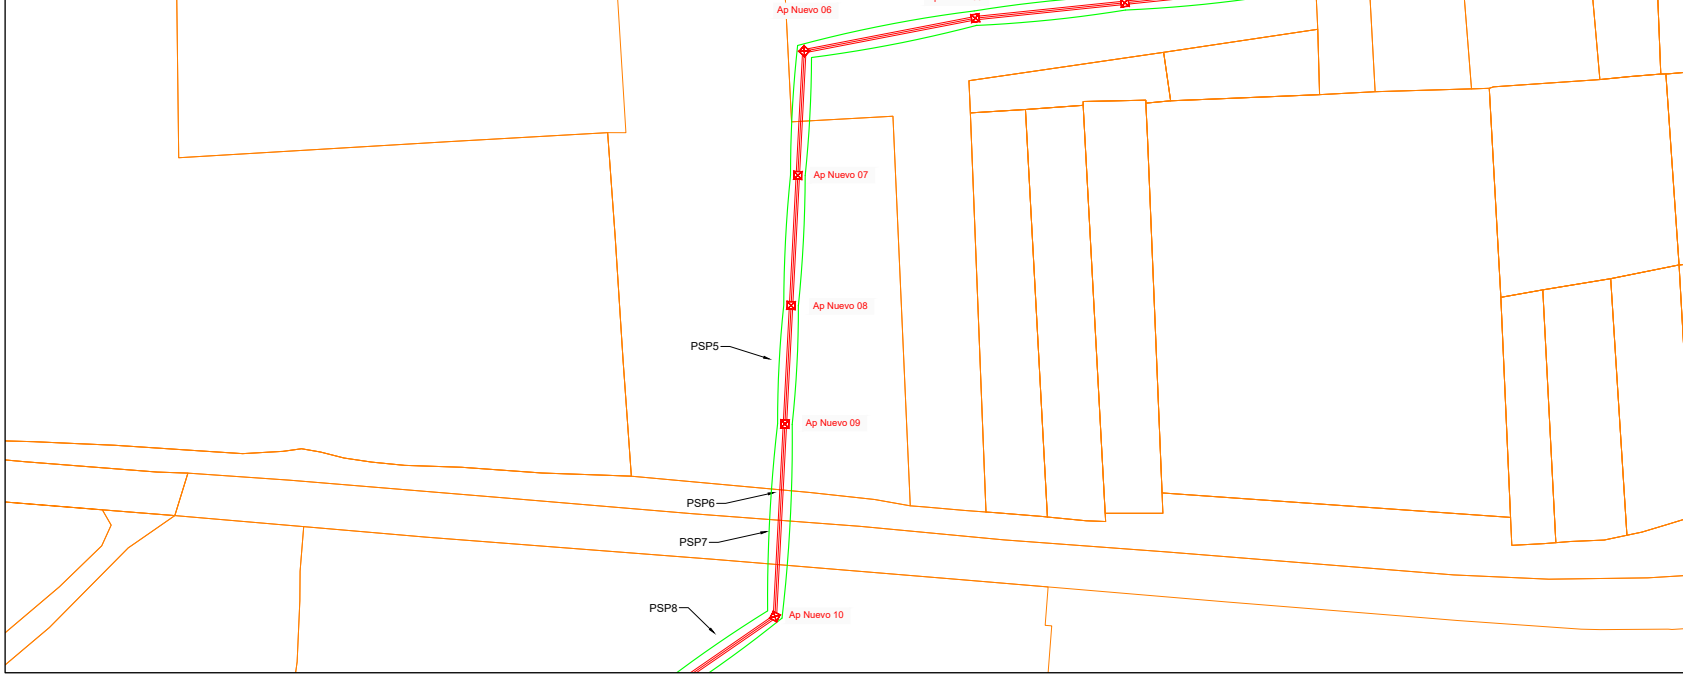 Ap Nuevo 06
Ap Nuevo 07
Ap Nuevo 08
PSP5
Ap Nuevo 09
PSP6
PSP7
PSP8
Ap Nuevo 10